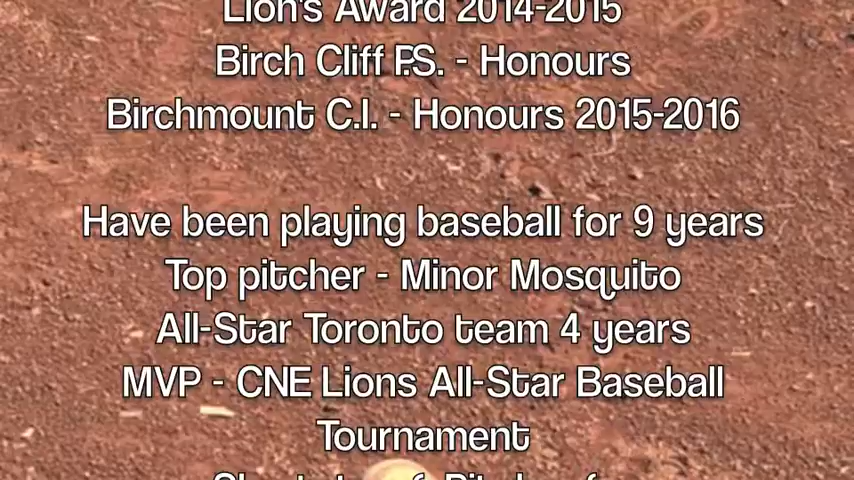 Lion's Award 2014-2015
Birch Cliff P.S. - Honours
Birchmount C.I. - Honours 2015-2016
Have been playing baseball for 9 years
Top pitcher - Minor Mosquito
All-Star Toronto team 4 years
MVP - CNE Lions All-Star Baseball
Tournament